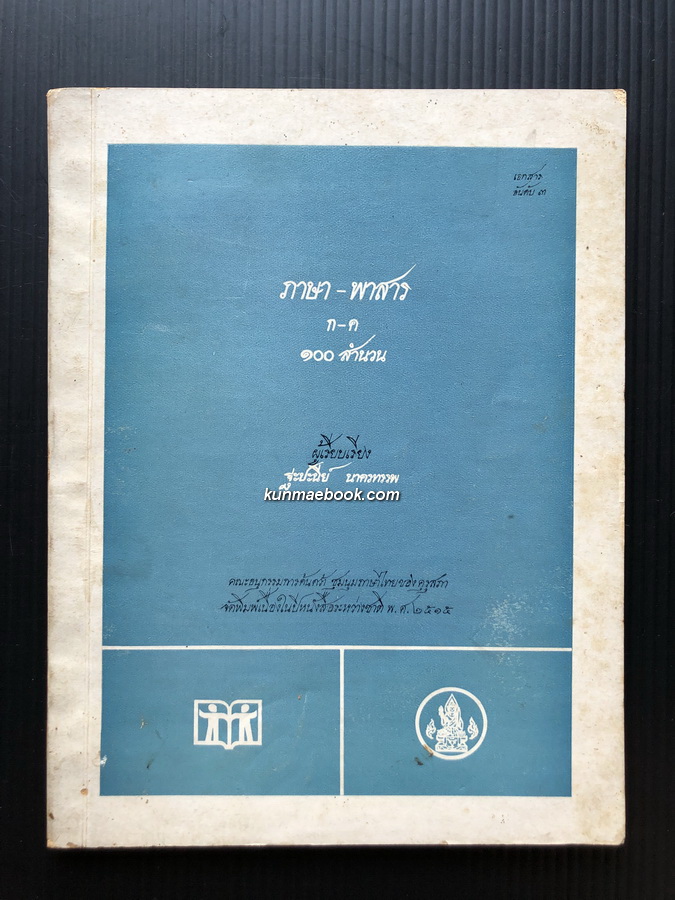 เอกสาร
อันดับ ๓
ภาษา - พาสาร
ก - ค
๑๐๐ สำนวน
ผู้เรียบเรียง
ฐะปะนีย์ นาครทรรพ
kunmaebook.com
คณะอนุกรรมการค้นคว้า ชุมนุมภาษาไทยของคุรุสภา
จัดพิมพ์เนื่องในปีหนังสือระหว่างชาติ พ.ศ. ๒๕๑๕